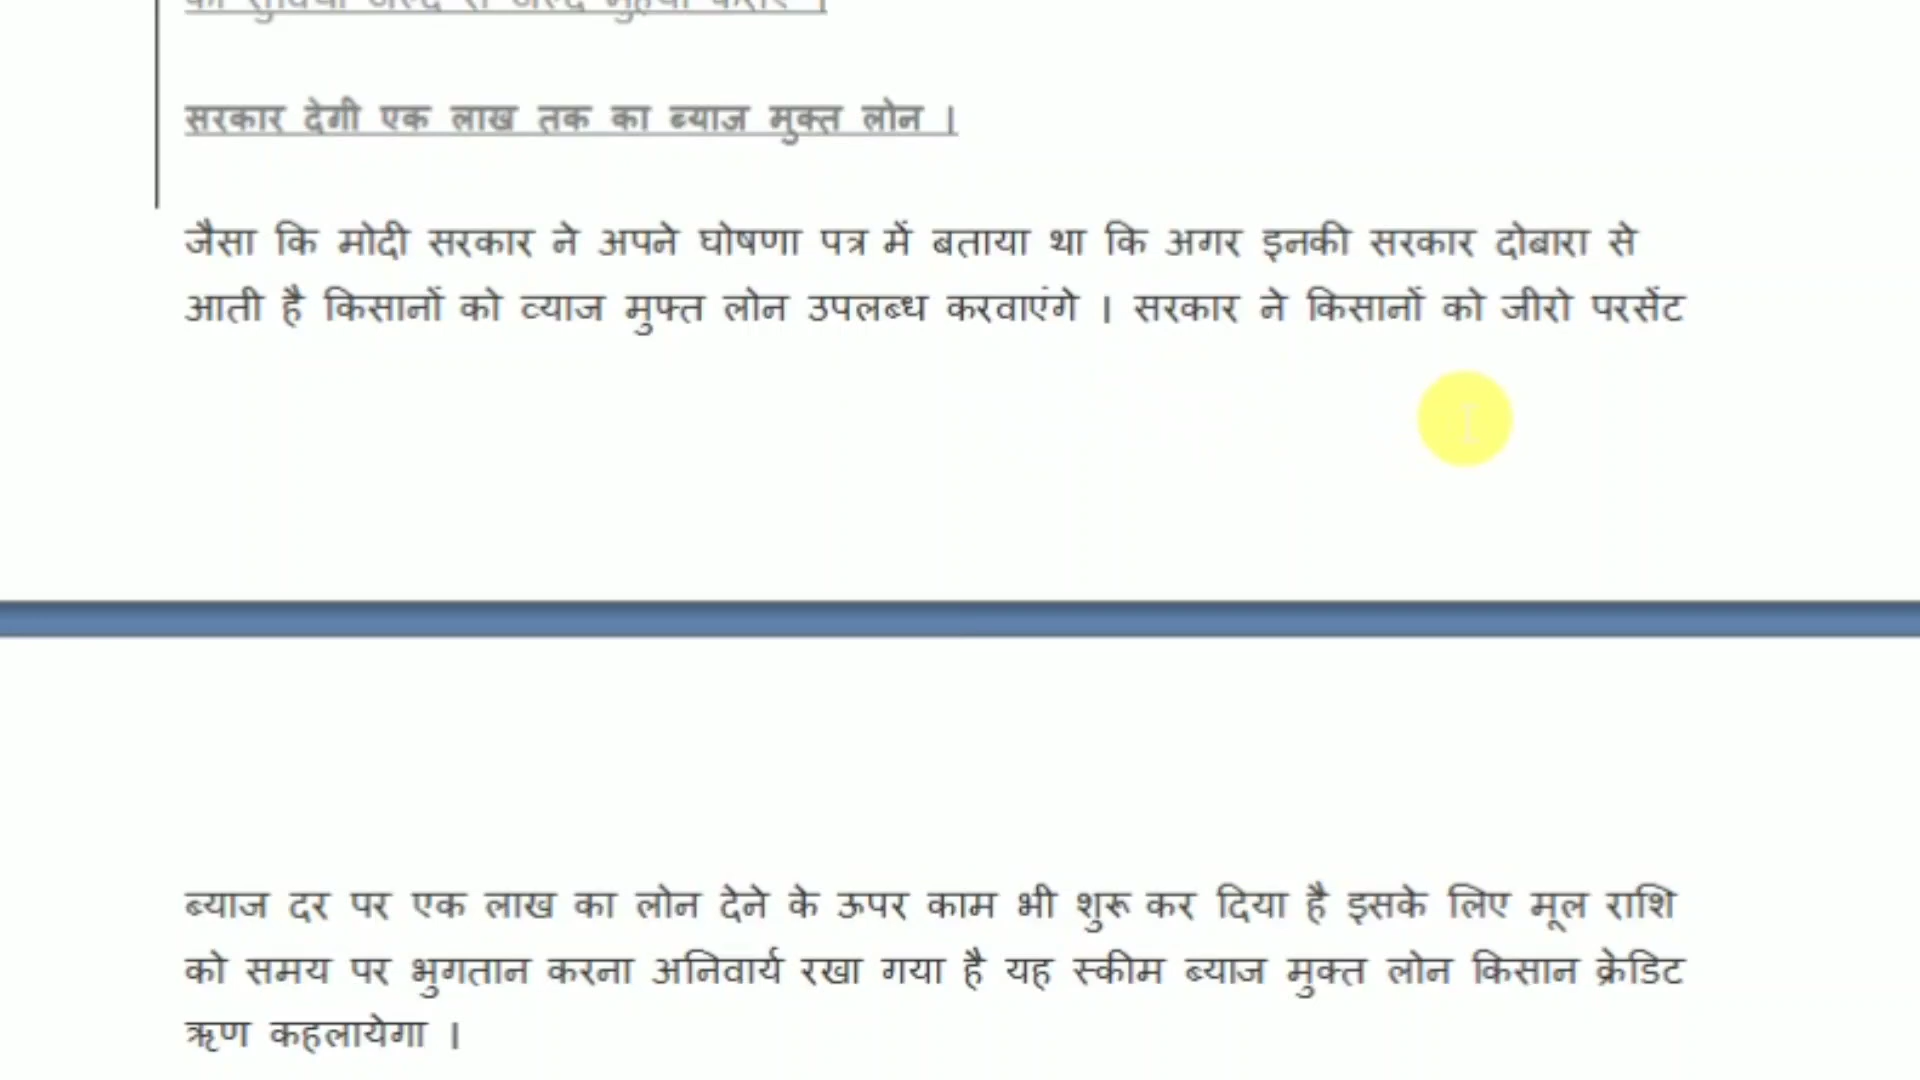 सरकार देगी एक लाख तक का ब्याज मुक्त लोन ।
जैसा कि मोदी सरकार ने अपने घोषणा पत्र में बताया था कि अगर इनकी सरकार दोबारा से
आती है किसानों को व्याज मुफ्त लोन उपलब्ध करवाएंगे । सरकार ने किसानों को जीरो परसेंट
ब्याज दर पर एक लाख का लोन देने के ऊपर काम भी शुरू कर दिया है इसके लिए मूल राशि
को समय पर भुगतान करना अनिवार्य रखा गया है यह स्कीम ब्याज मुक्त लोन किसान क्रेडिट
ऋण कहलायेगा ।